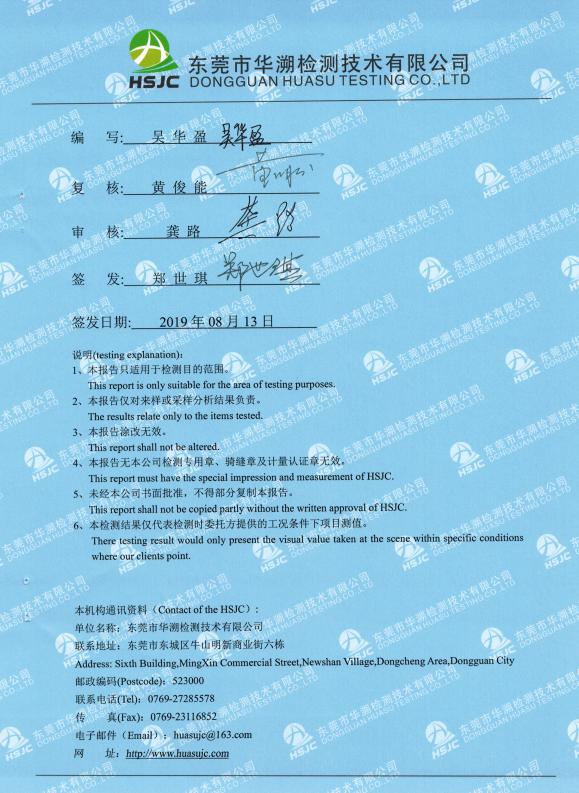 HSJC
东莞市华溯检测技术有限公司
DONGGUAN HUASU TESTING CO.,LTD
编 写: 吴华盈 吴华盈
复 核: 黄俊能
审 核: 龚路
签 发: 郑世琪 郑世琪
签发日期: 2019 年 08 月 13 日
说明(testing explanation):
1、本报告只适用于检测目的范围。
This report is only suitable for the area of testing purposes.
2、本报告仅对来样或采样分析结果负责。
The results relate only to the items tested.
3、本报告涂改无效。
This report shall not be altered.
4、本报告无本公司检测专用章、骑缝章及计量认证章无效。
This report must have the special impression and measurement of HSJC.
5、未经本公司书面批准，不得部分复制本报告。
This report shall not be copied partly without the written approval of HSJC.
6、本检测结果仅代表检测时委托方提供的工况条件下项目测值。
There testing result would only present the visual value taken at the scene within specific conditions
where our clients point.
本机构通讯资料（Contact of the HSJC）:
单位名称：东莞市华溯检测技术有限公司
联系地址：东莞市东城区牛山明新商业街六栋
Address: Sixth Building,MingXin Commercial Street,Newshan Village,Dongcheng Area,Dongguan City
邮政编码(Postcode)：523000
联系电话(Tel)：0769-27285578
传 真(Fax)：0769-23116852
电子邮件（Email）：huasujc@163.com
网 址：http://www.huasujc.com